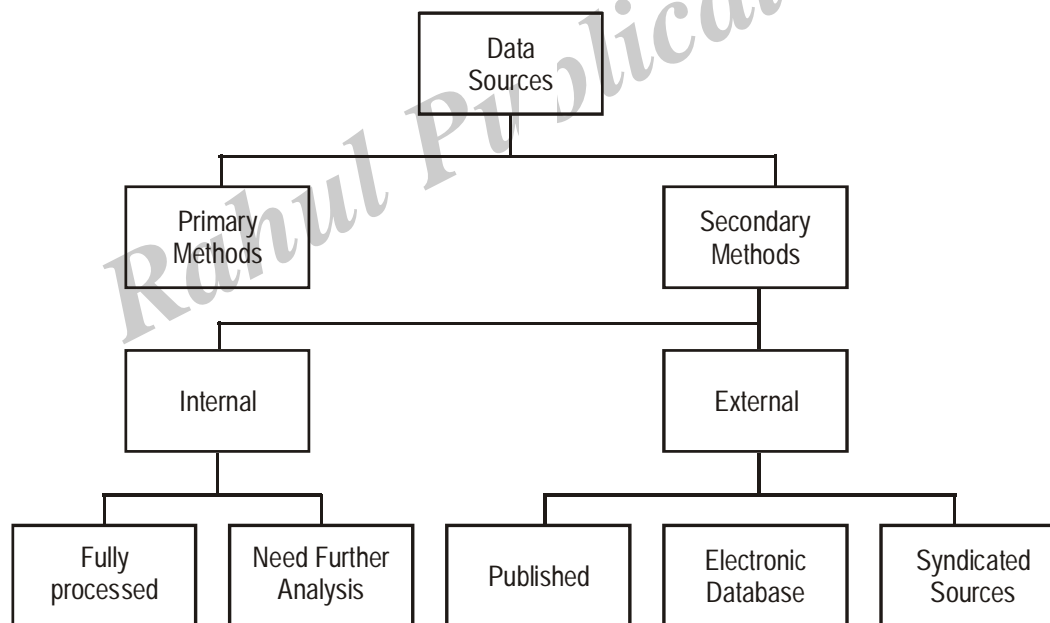 Data
Sources
Primary
Methods
Secondary
Methods
Internal
External
Fully
processed
Need Further
Analysis
Published
Electronic
Database
Syndicated
Sources
Rahul